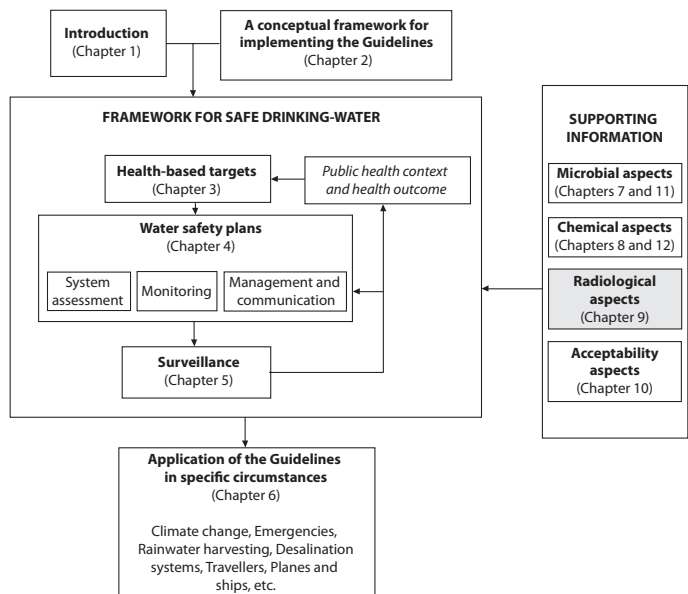 Introduction
(Chapter 1)
A conceptual framework for
implementing the Guidelines
(Chapter 2)
FRAMEWORK FOR SAFE DRINKING-WATER
Health-based targets
(Chapter 3)
Public health context
and health outcome
Water safety plans
(Chapter 4)
System
assessment
Monitoring
Management and
communication
Surveillance
(Chapter 5)
SUPPORTING
INFORMATION
Microbial aspects
(Chapters 7 and 11)
Chemical aspects
(Chapters 8 and 12)
Radiological
aspects
(Chapter 9)
Acceptability
aspects
(Chapter 10)
Application of the Guidelines
in specific circumstances
(Chapter 6)
Climate change, Emergencies,
Rainwater harvesting, Desalination
systems, Travellers, Planes and
ships, etc.